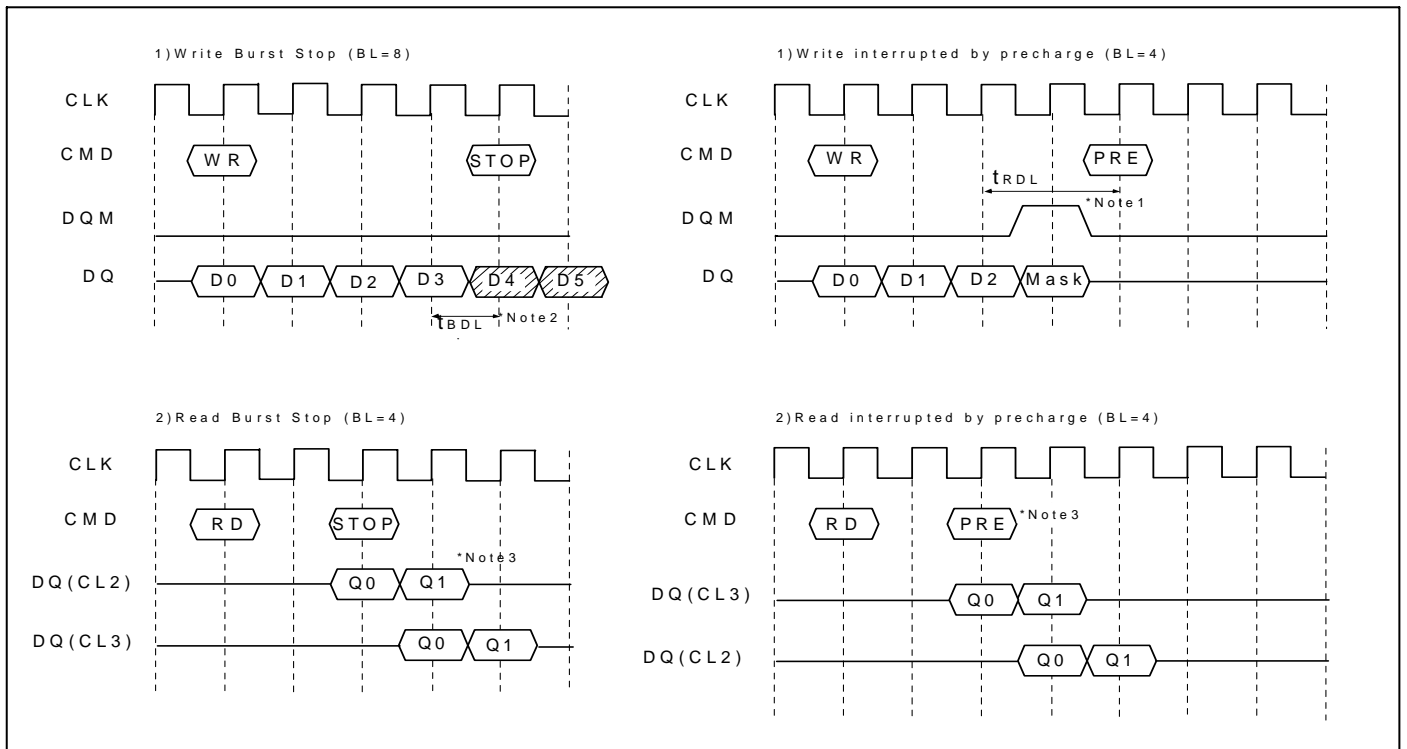 1)Write Burst Stop (BL=8)
CLK
CMD
WR
STOP
DQM
DQ
D0
D1
D2
D3
D4
D5
tBDL
*Note2
1)Write interrupted by precharge (BL=4)
CLK
CMD
WR
PRE
tRDL
*Note1
DQM
DQ
D0
D1
D2
Mask
2)Read Burst Stop (BL=4)
CLK
CMD
RD
STOP
*Note3
DQ(CL2)
Q0
Q1
DQ(CL3)
Q0
Q1
2)Read interrupted by precharge (BL=4)
CLK
CMD
RD
PRE
*Note3
DQ(CL3)
Q0
Q1
DQ(CL2)
Q0
Q1